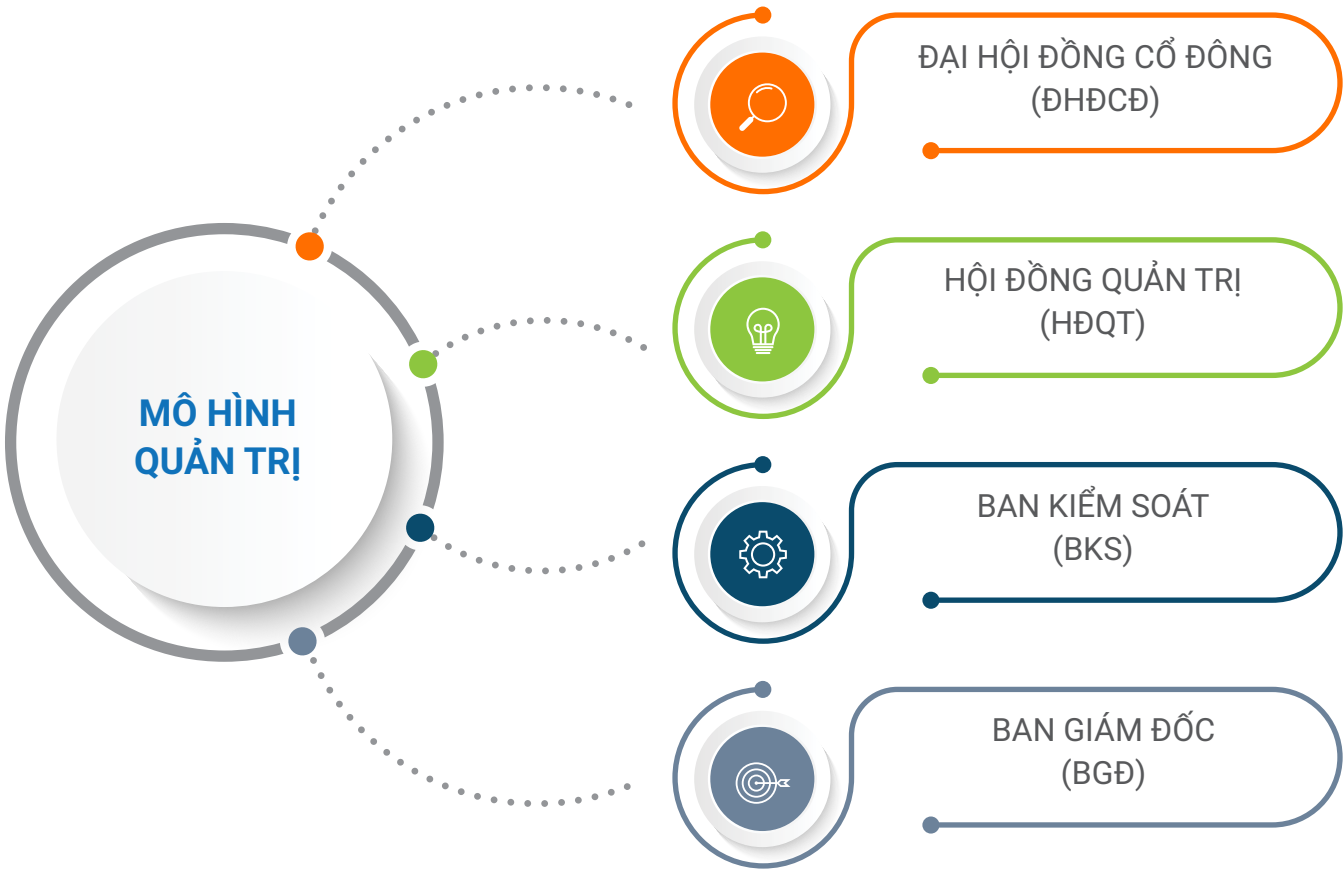 MÔ HÌNH
QUẢN TRỊ
ĐẠI HỘI ĐỒNG CỔ ĐÔNG
(ĐHĐCĐ)
HỘI ĐỒNG QUẢN TRỊ
(HĐQT)
BAN KIỂM SOÁT
(BKS)
BAN GIÁM ĐỐC
(BGĐ)